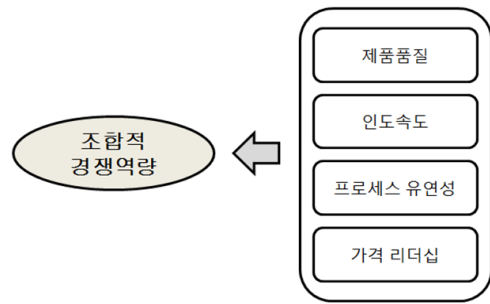 조합적
경쟁역량
제품품질
인도속도
프로세스 유연성
가격 리더십